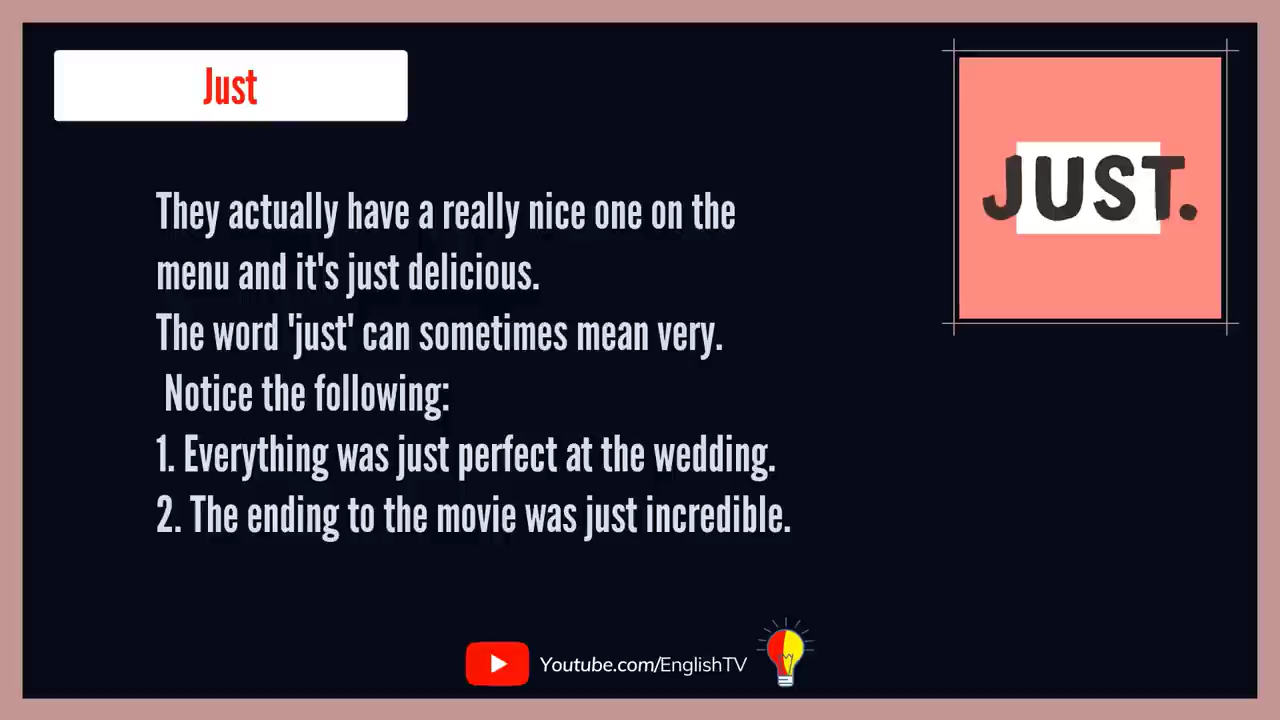 Just
JUST.
They actually have a really nice one on the
menu and it's just delicious.
The word 'just' can sometimes mean very.
Notice the following:
1. Everything was just perfect at the wedding.
2. The ending to the movie was just incredible.
Youtube.com/EnglishTV